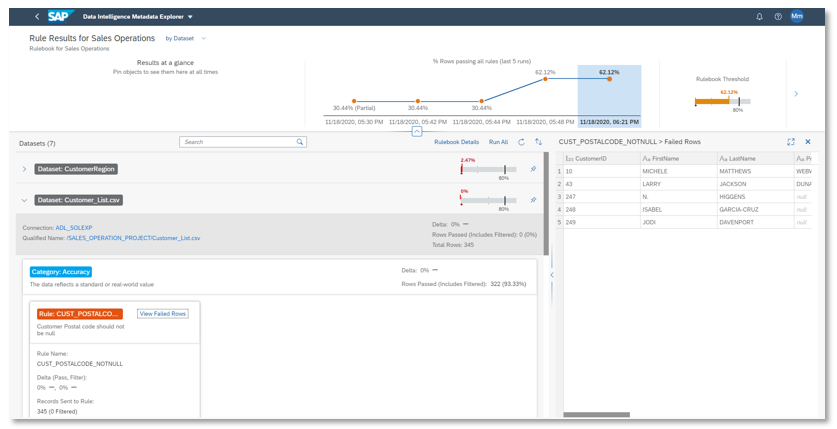 SAP Data Intelligence Metadata Explorer
Mm
Rule Results for Sales Operations by Dataset
Rulebook for Sales Operations
Results at a glance
Pin objects to see them here at all times
% Rows passing all rules (last 5 runs)
30.44% (Partial) 30.44% 30.44% 62.12% 62.12%
11/18/2020, 05:30 PM 11/18/2020, 05:42 PM 11/18/2020, 05:44 PM 11/18/2020, 05:48 PM 11/18/2020, 06:21 PM
Rulebook Threshold
62.12%
80%
Datasets (7) Search Rulebook Details Run All
Dataset: CustomerRegion 2.47% 80%
Dataset: Customer_List.csv 0% 80%
Connection: ADL_SOLEXP
Qualified Name: /SALES_OPERATION_PROJECT/Customer_List.csv
Delta: 0% —
Rows Passed (Includes Filtered): 0 (0%)
Total Rows: 345
Category: Accuracy
The data reflects a standard or real-world value
Delta: 0% —
Rows Passed (Includes Filtered): 322 (93.33%)
Rule: CUST_POSTALCO... View Failed Rows
Customer Postal code should not
be null
Rule Name:
CUST_POSTALCODE_NOTNULL
Delta (Pass, Filter):
0% —, 0% —
Records Sent to Rule:
345 (0 Filtered)
CUST_POSTALCODE_NOTNULL > Failed Rows
CustomerID Aa FirstName Aa LastName Aa
1 10 MICHELE MATTHEWS
2 43 LARRY JACKSON
3 247 N. HIGGENS null
4 248 ISABEL GARCIA-CRUZ null
5 249 JODI DAVENPORT null